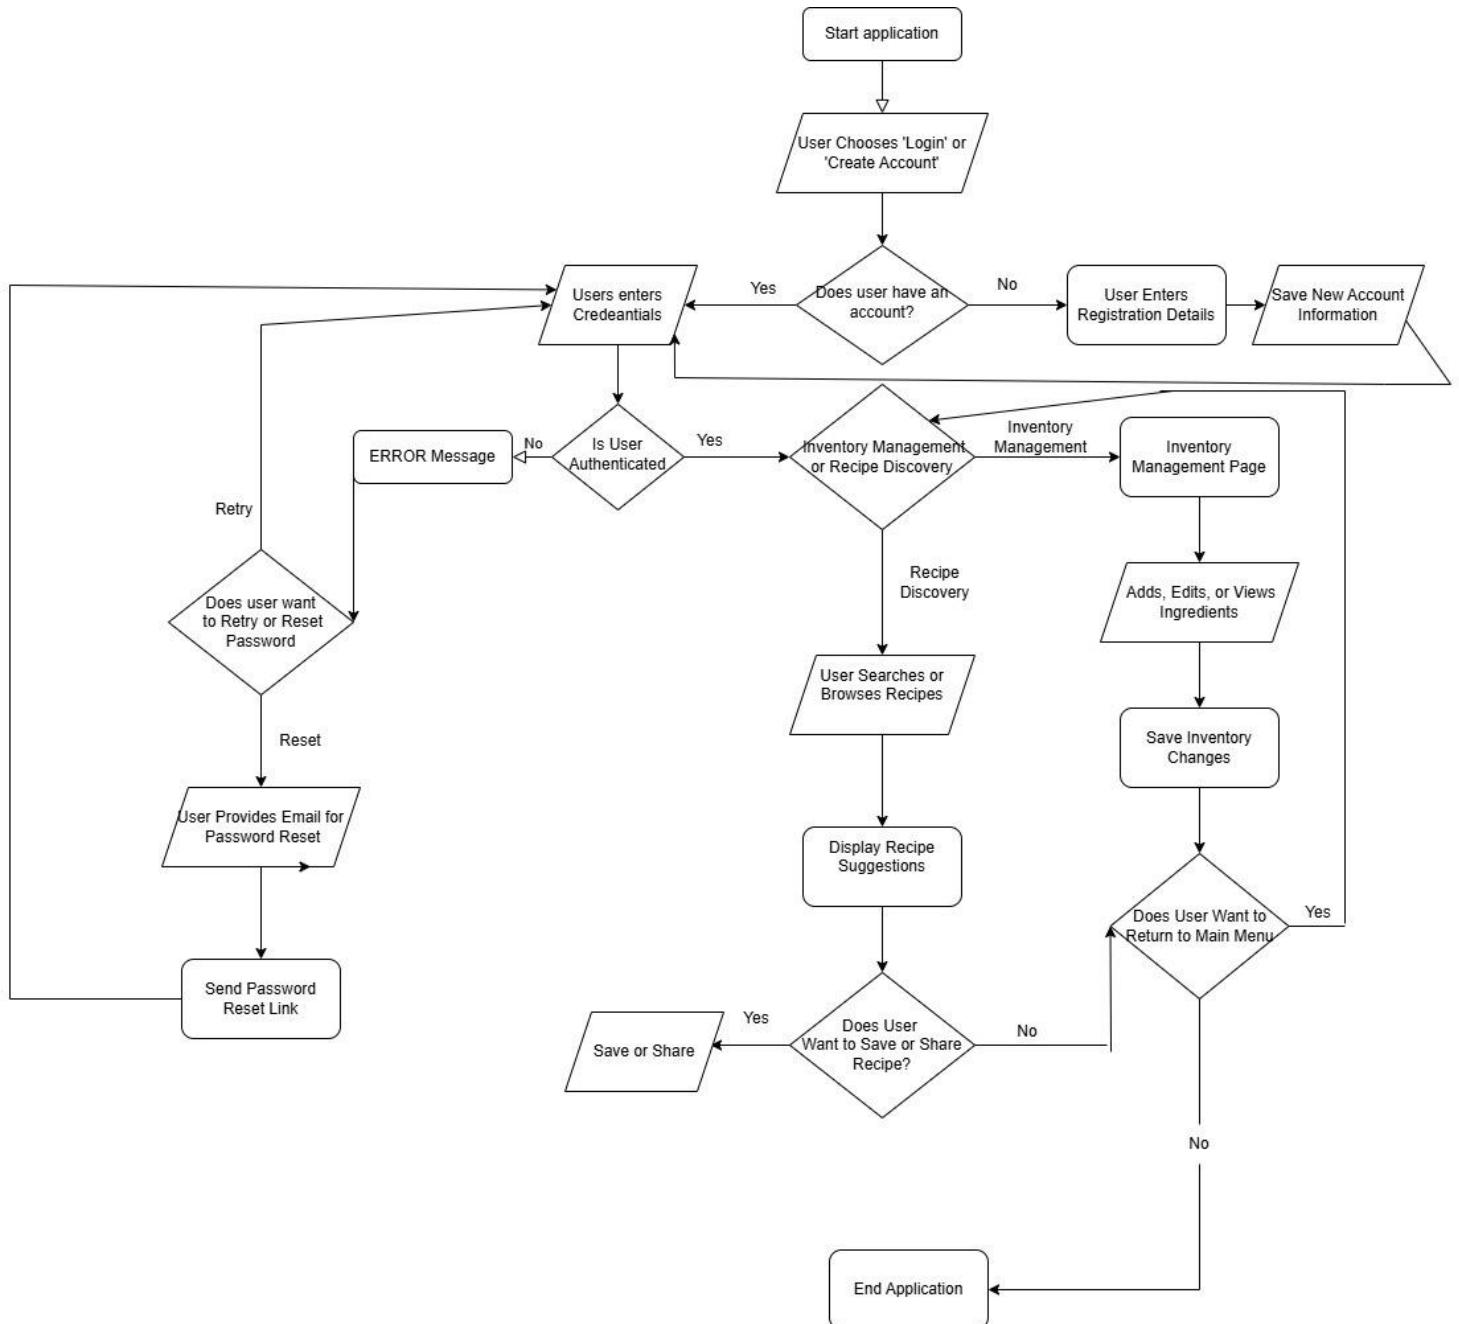 Start application
User Chooses 'Login' or
'Create Account'
Users enters
Credeantials
Yes
Does user have an
account?
No
User Enters
Registration Details
Save New Account
Information
ERROR Message
No
Is User
Authenticated
Yes
Inventory Management
or Recipe Discovery
Inventory
Management
Inventory
Management Page
Retry
Does user want
to Retry or Reset
Password
Recipe
Discovery
Adds, Edits, or Views
Ingredients
User Searches or
Browses Recipes
Reset
Save Inventory
Changes
User Provides Email for
Password Reset
Display Recipe
Suggestions
Does User Want to
Return to Main Menu
Yes
Send Password
Reset Link
Save or Share
Yes
Does User
Want to Save or Share
Recipe?
No
No
End Application